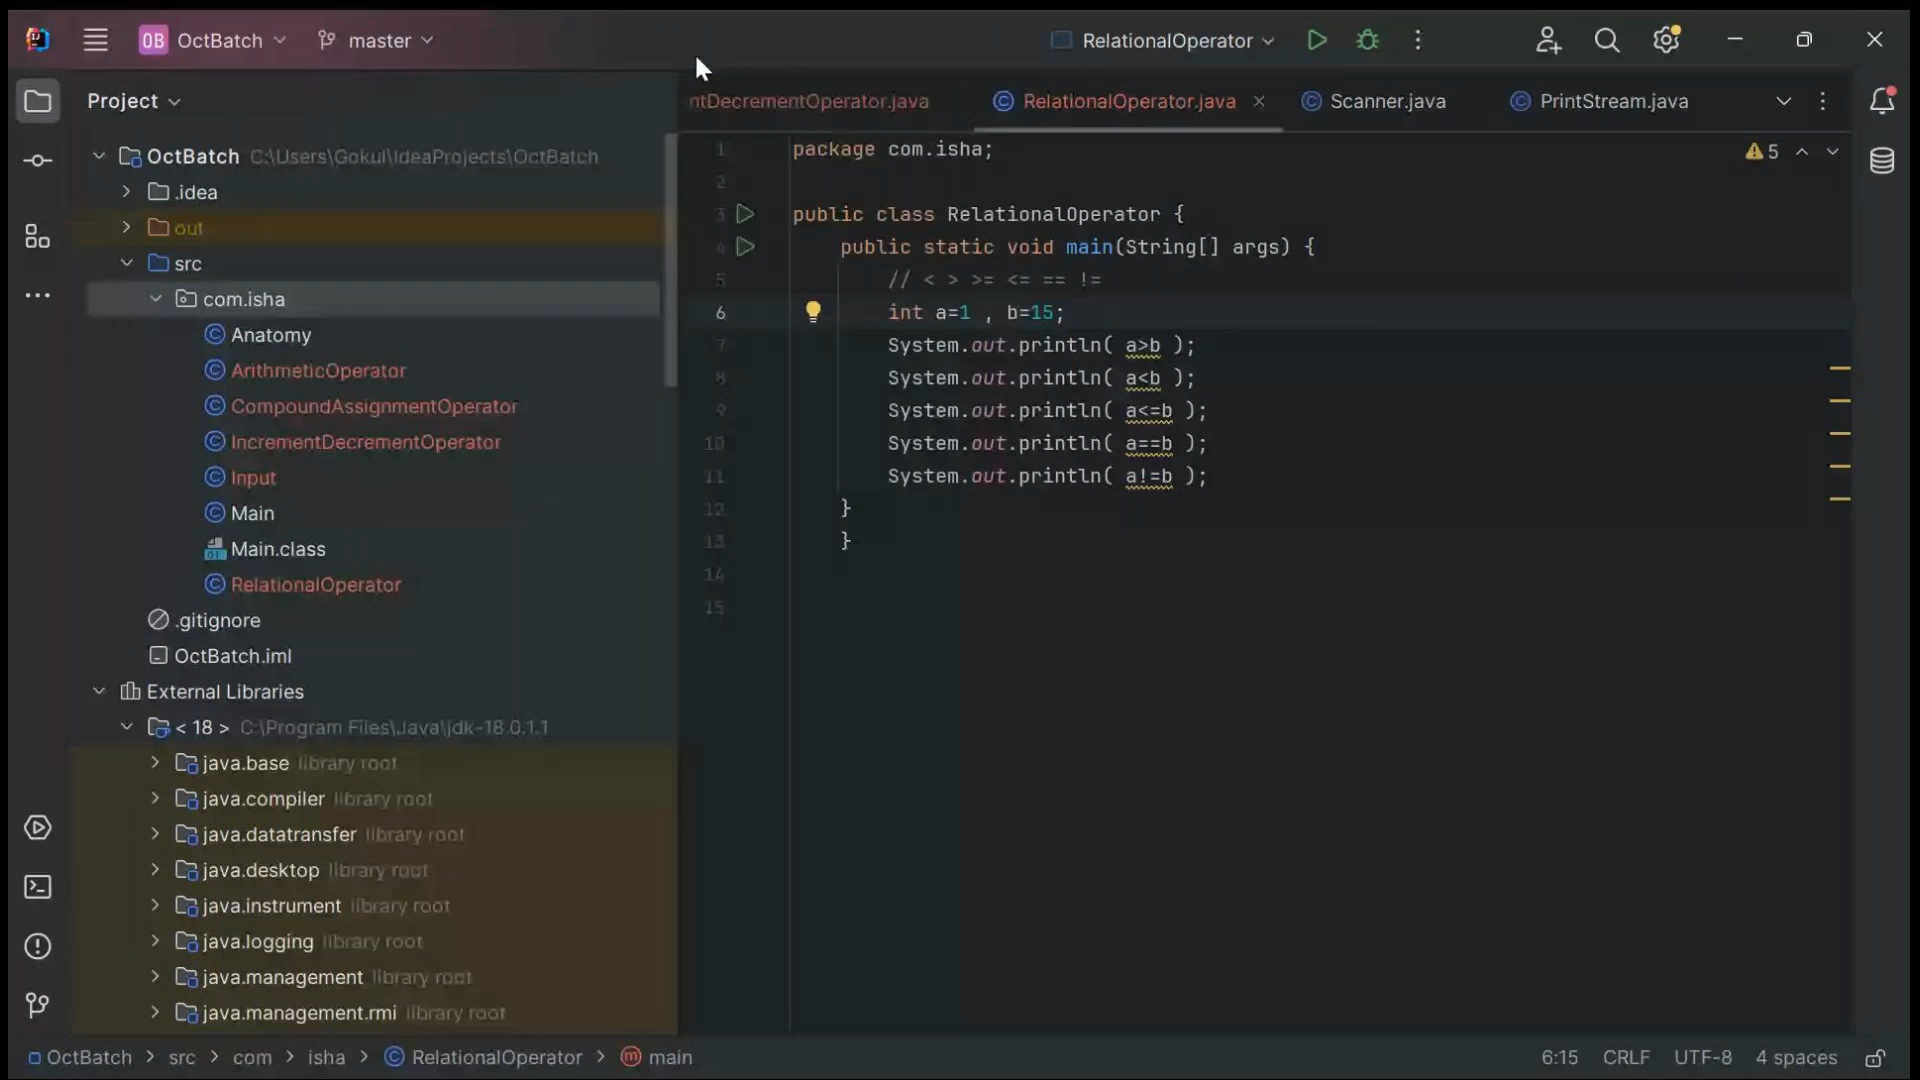 OB OctBatch master RelationalOperator
Project
OctBatch C:\Users\Gokul\IdeaProjects\OctBatch
.idea
out
src
com.isha
Anatomy
ArithmeticOperator
CompoundAssignmentOperator
IncrementDecrementOperator
Input
Main
Main.class
RelationalOperator
.gitignore
OctBatch.iml
External Libraries
< 18 > C:\Program Files\Java\jdk-18.0.1.1
java.base library root
java.compiler library root
java.datatransfer library root
java.desktop library root
java.instrument library root
java.logging library root
java.management library root
java.management.rmi library root
ntDecrementOperator.java RelationalOperator.java Scanner.java PrintStream.java
5
1 package com.isha;
2
3 public class RelationalOperator {
4 public static void main(String[] args) {
5 // < > >= <= == !=
6 int a=1 , b=15;
7 System.out.println( a>b );
8 System.out.println( a<b );
9 System.out.println( a<=b );
10 System.out.println( a==b );
11 System.out.println( a!=b );
12 }
13 }
14
15
OctBatch > src > com > isha > RelationalOperator > main
6:15 CRLF UTF-8 4 spaces